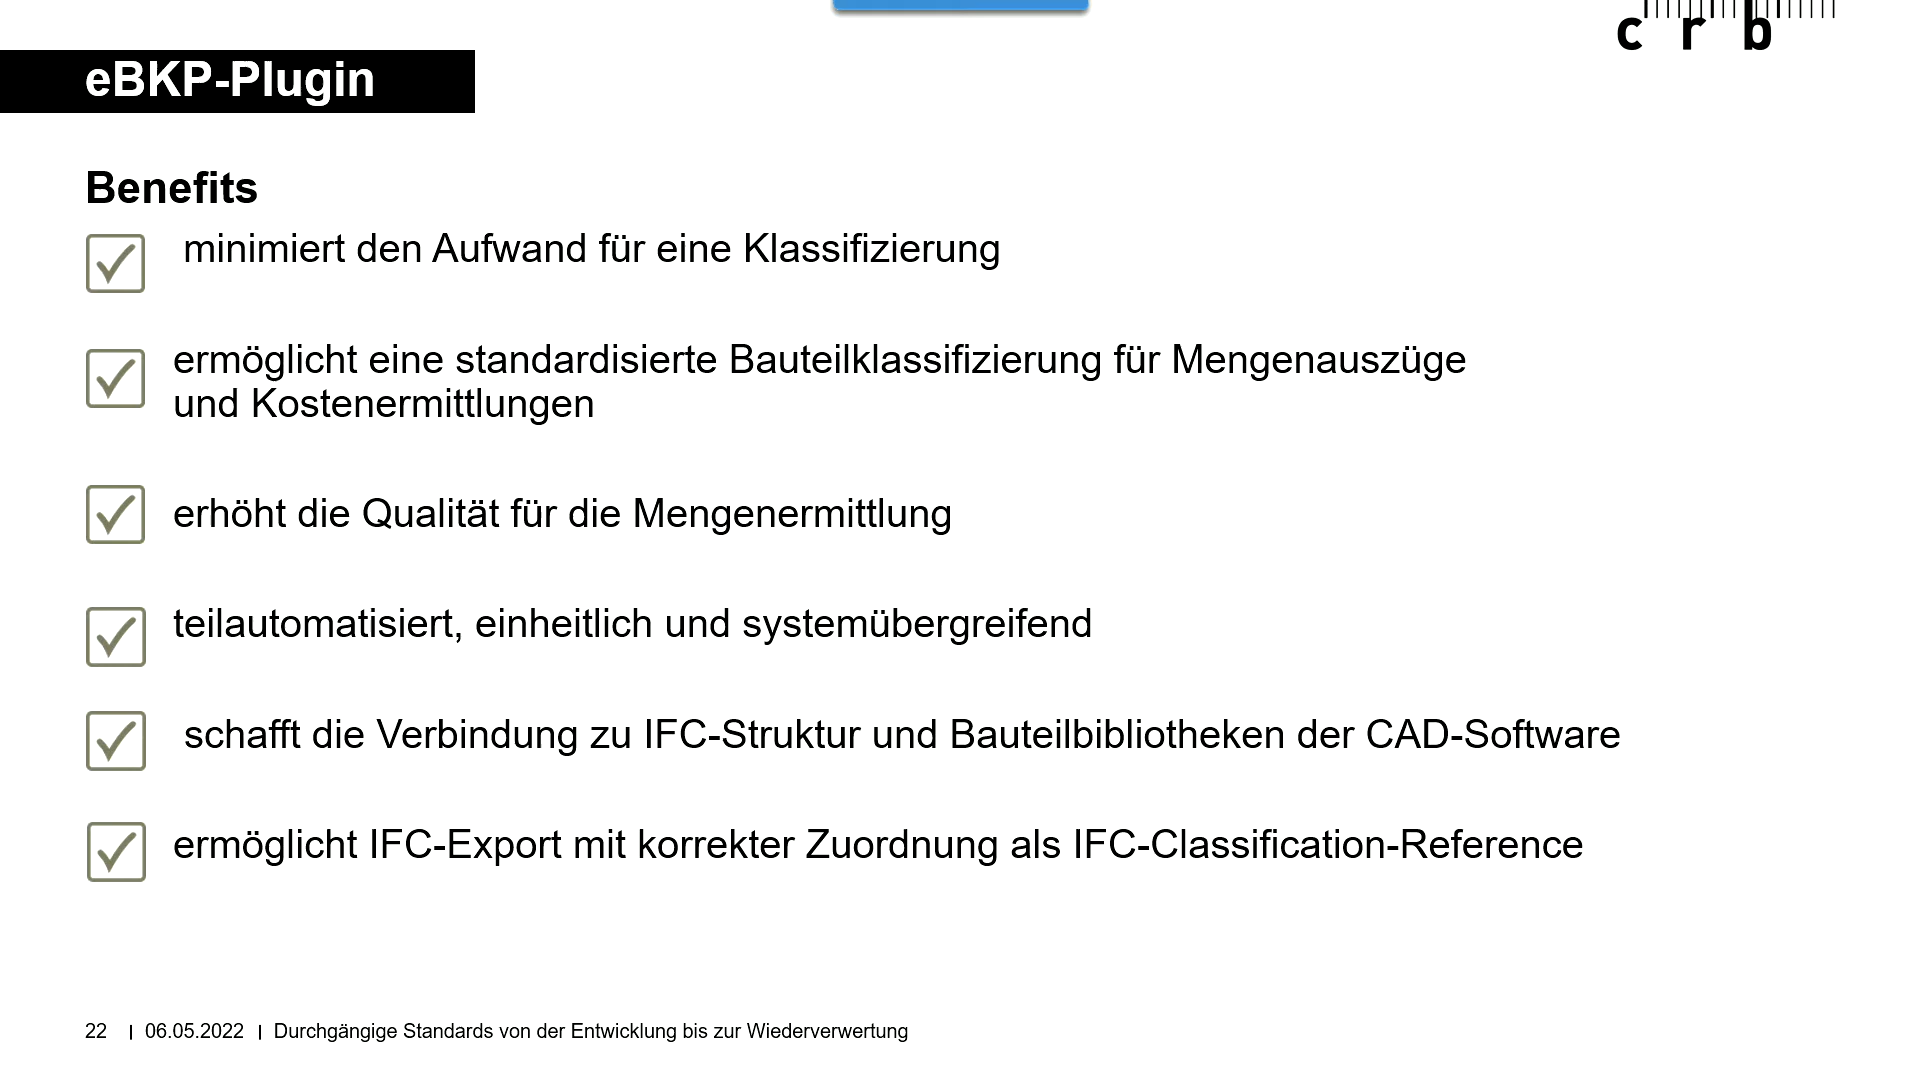 crb
eBKP-Plugin
Benefits
minimiert den Aufwand für eine Klassifizierung
ermöglicht eine standardisierte Bauteilklassifizierung für Mengenauszüge
und Kostenermittlungen
erhöht die Qualität für die Mengenermittlung
teilautomatisiert, einheitlich und systemübergreifend
schafft die Verbindung zu IFC-Struktur und Bauteilbibliotheken der CAD-Software
ermöglicht IFC-Export mit korrekter Zuordnung als IFC-Classification-Reference
22 | 06.05.2022 | Durchgängige Standards von der Entwicklung bis zur Wiederverwertung